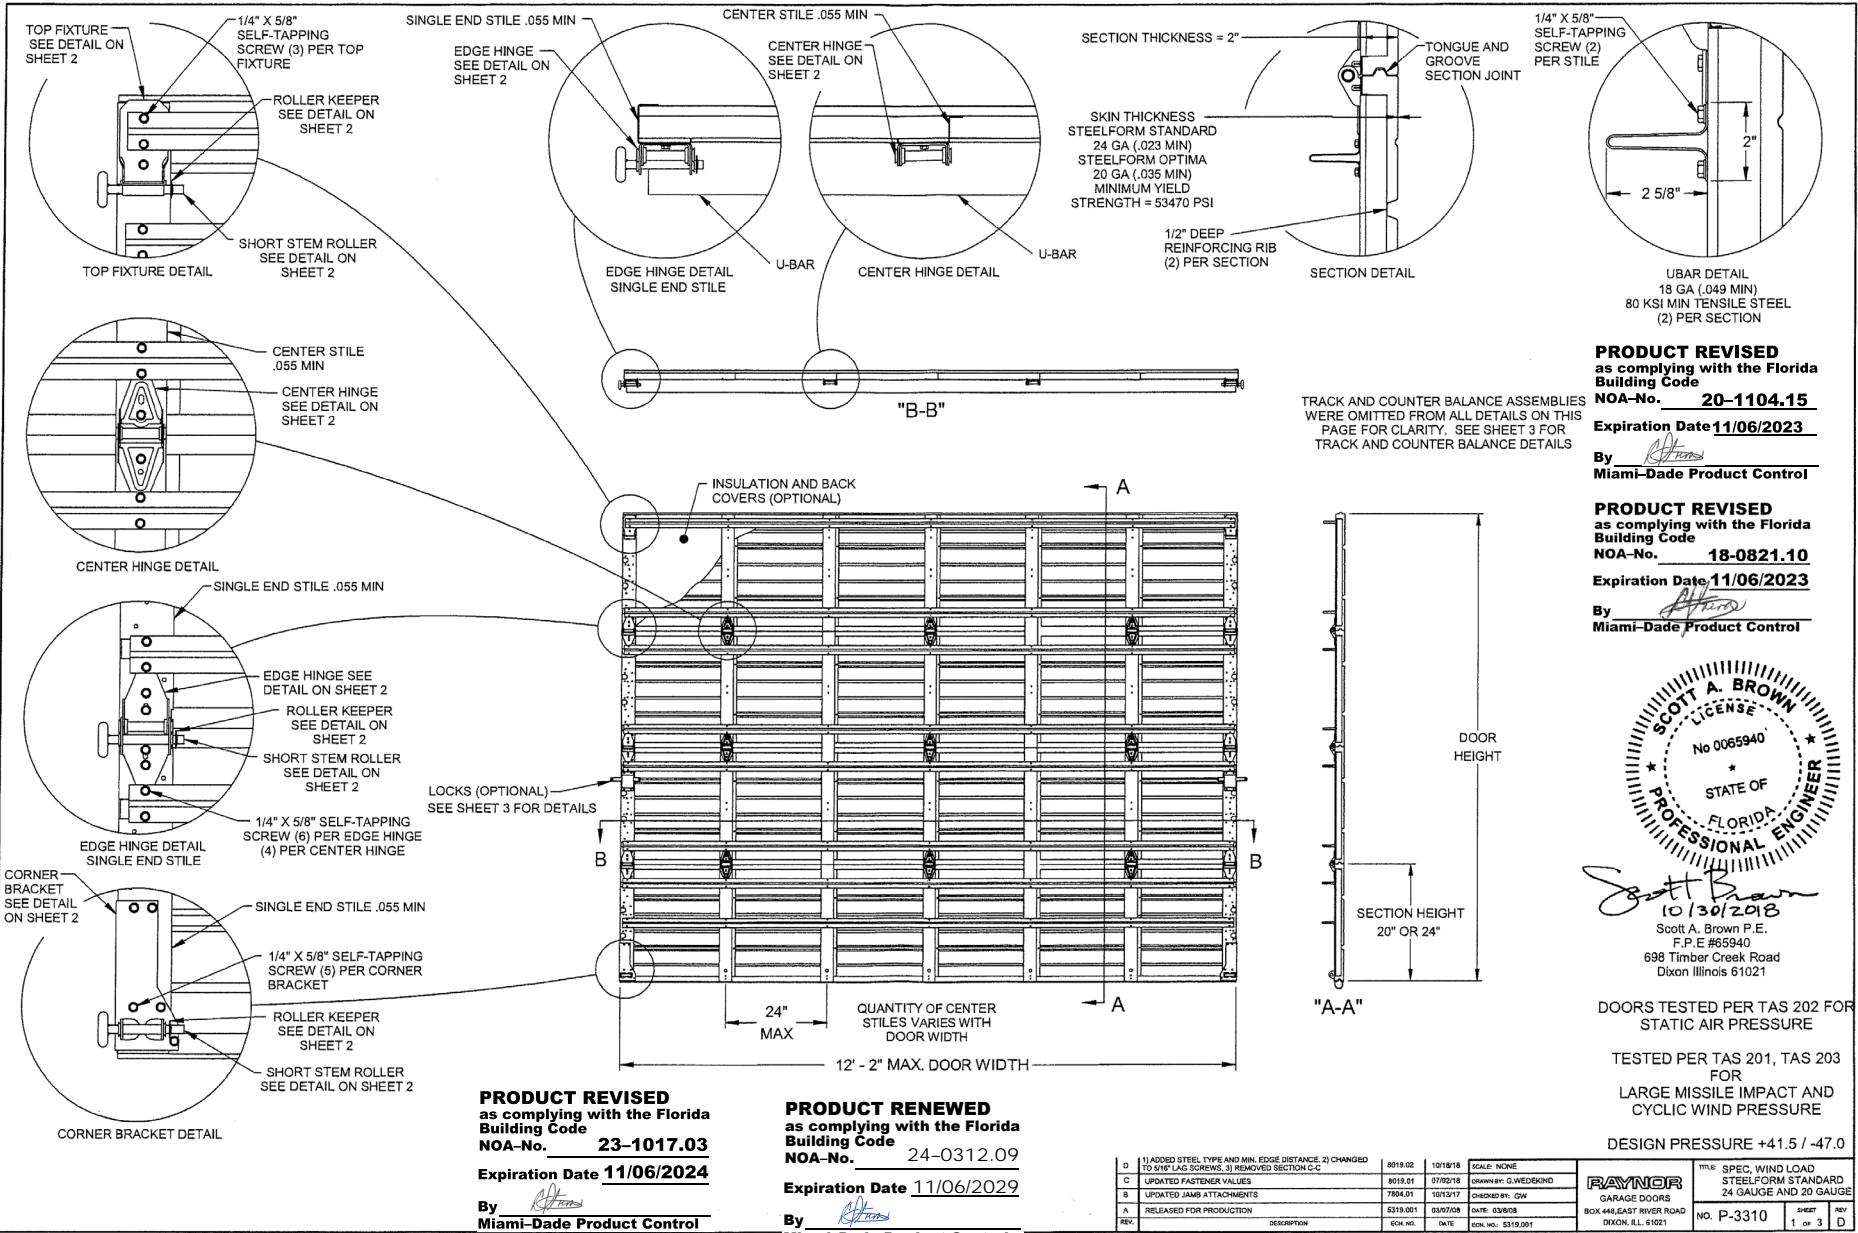 TOP FIXTURE
SEE DETAIL ON
SHEET 2
1/4" X 5/8"
SELF-TAPPING
SCREW (3) PER TOP
FIXTURE
ROLLER KEEPER
SEE DETAIL ON
SHEET 2
SHORT STEM ROLLER
SEE DETAIL ON
SHEET 2
TOP FIXTURE DETAIL
SINGLE END STILE .055 MIN
EDGE HINGE
SEE DETAIL ON
SHEET 2
U-BAR
EDGE HINGE DETAIL
SINGLE END STILE
CENTER STILE .055 MIN
CENTER HINGE
SEE DETAIL ON
SHEET 2
U-BAR
CENTER HINGE DETAIL
SECTION THICKNESS = 2"
TONGUE AND
GROOVE
SECTION JOINT
SKIN THICKNESS
STEELFORM STANDARD
24 GA (.023 MIN)
STEELFORM OPTIMA
20 GA (.035 MIN)
MINIMUM YIELD
STRENGTH = 53470 PSI
1/2" DEEP
REINFORCING RIB
(2) PER SECTION
SECTION DETAIL
1/4" X 5/8"
SELF-TAPPING
SCREW (2)
PER STILE
2"
2 5/8"
UBAR DETAIL
18 GA (.049 MIN)
80 KSI MIN TENSILE STEEL
(2) PER SECTION
CENTER STILE
.055 MIN
CENTER HINGE
SEE DETAIL ON
SHEET 2
CENTER HINGE DETAIL
"B-B"
TRACK AND COUNTER BALANCE ASSEMBLIES
WERE OMITTED FROM ALL DETAILS ON THIS
PAGE FOR CLARITY. SEE SHEET 3 FOR
TRACK AND COUNTER BALANCE DETAILS
PRODUCT REVISED
as complying with the Florida
Building Code
NOA-No. 20-1104.15
Expiration Date 11/06/2023
By
Miami-Dade Product Control
PRODUCT REVISED
as complying with the Florida
Building Code
NOA-No. 18-0821.10
Expiration Date 11/06/2023
By
Miami-Dade Product Control
SINGLE END STILE .055 MIN
EDGE HINGE SEE
DETAIL ON SHEET 2
ROLLER KEEPER
SEE DETAIL ON
SHEET 2
SHORT STEM ROLLER
SEE DETAIL ON
SHEET 2
1/4" X 5/8" SELF-TAPPING
SCREW (6) PER EDGE HINGE
(4) PER CENTER HINGE
EDGE HINGE DETAIL
SINGLE END STILE
INSULATION AND BACK
COVERS (OPTIONAL)
A
LOCKS (OPTIONAL)
SEE SHEET 3 FOR DETAILS
B
B
A
24"
MAX
QUANTITY OF CENTER
STILES VARIES WITH
DOOR WIDTH
12' - 2" MAX. DOOR WIDTH
DOOR
HEIGHT
SECTION HEIGHT
20" OR 24"
"A-A"
SCOTT A. BROWN
LICENSE
No 0065940
STATE OF
FLORIDA
PROFESSIONAL ENGINEER
Scott Brown
10/30/2018
Scott A. Brown P.E.
F.P.E #65940
698 Timber Creek Road
Dixon Illinois 61021
CORNER
BRACKET
SEE DETAIL
ON SHEET 2
SINGLE END STILE .055 MIN
1/4" X 5/8" SELF-TAPPING
SCREW (5) PER CORNER
BRACKET
ROLLER KEEPER
SEE DETAIL ON
SHEET 2
SHORT STEM ROLLER
SEE DETAIL ON SHEET 2
CORNER BRACKET DETAIL
DOORS TESTED PER TAS 202 FOR
STATIC AIR PRESSURE
TESTED PER TAS 201, TAS 203
FOR
LARGE MISSILE IMPACT AND
CYCLIC WIND PRESSURE
DESIGN PRESSURE +41.5 / -47.0
PRODUCT REVISED
as complying with the Florida
Building Code
NOA-No. 23-1017.03
Expiration Date 11/06/2024
By
Miami-Dade Product Control
PRODUCT RENEWED
as complying with the Florida
Building Code
NOA-No. 24-0312.09
Expiration Date 11/06/2029
By
D 1) ADDED STEEL TYPE AND MIN. EDGE DISTANCE, 2) CHANGED TO 5/16" LAG SCREWS, 3) REMOVED SECTION C-C 8019.02 10/18/18
C UPDATED FASTENER VALUES 8019.01 07/02/18
B UPDATED JAMB ATTACHMENTS 7804.01 10/13/17
A RELEASED FOR PRODUCTION 5319.001 03/07/08
REV. DESCRIPTION ECN. NO. DATE
SCALE: NONE
DRAWN BY: G.WEDEKIND
CHECKED BY: GW
DATE: 03/6/08
ECN. NO.: 5319.001
RAYNOR
GARAGE DOORS
BOX 448, EAST RIVER ROAD
DIXON, ILL. 61021
TITLE: SPEC, WIND LOAD
STEELFORM STANDARD
24 GAUGE AND 20 GAUGE
NO. P-3310
SHEET
1 OF 3
REV
D